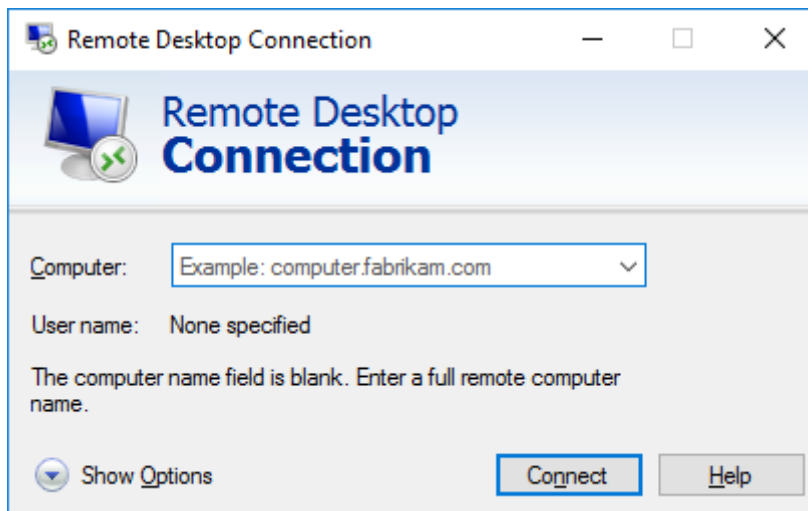 Remote Desktop Connection
Remote Desktop
Connection
Computer: Example: computer.fabrikam.com
User name: None specified
The computer name field is blank. Enter a full remote computer
name.
Show Options Connect Help